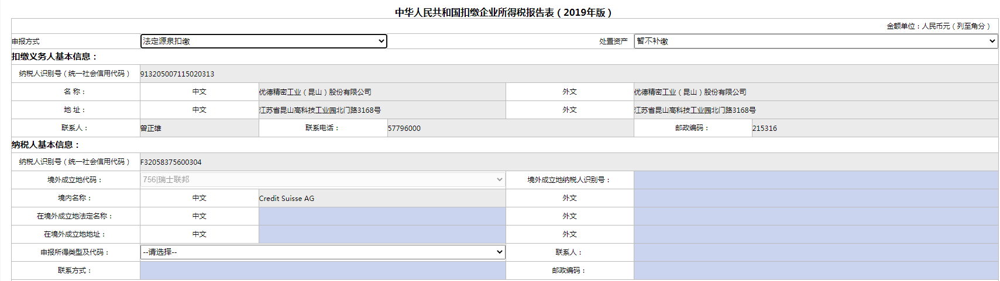 中华人民共和国扣缴企业所得税报告表（2019年版）
金额单位：人民币元（列至角分）
申报方式 法定源泉扣缴 处置资产 暂不补缴
扣缴义务人基本信息：
纳税人识别号（统一社会信用代码） 913205007115020313
名 称： 中文 优德精密工业（昆山）股份有限公司 外文 优德精密工业（昆山）股份有限公司
地 址： 中文 江苏省昆山高科技工业园北门路3168号 外文 江苏省昆山高科技工业园北门路3168号
联系人： 曾正雄 联系电话： 57796000 邮政编码： 215316
纳税人基本信息：
纳税人识别号（统一社会信用代码） F32058375600304
境外成立地代码： 756|瑞士联邦 境外成立地纳税人识别号：
境内名称： 中文 Credit Suisse AG 外文
在境外成立地法定名称： 中文 外文
在境外成立地地址： 中文 外文
申报所得类型及代码： --请选择-- 联系人：
联系方式： 邮政编码：